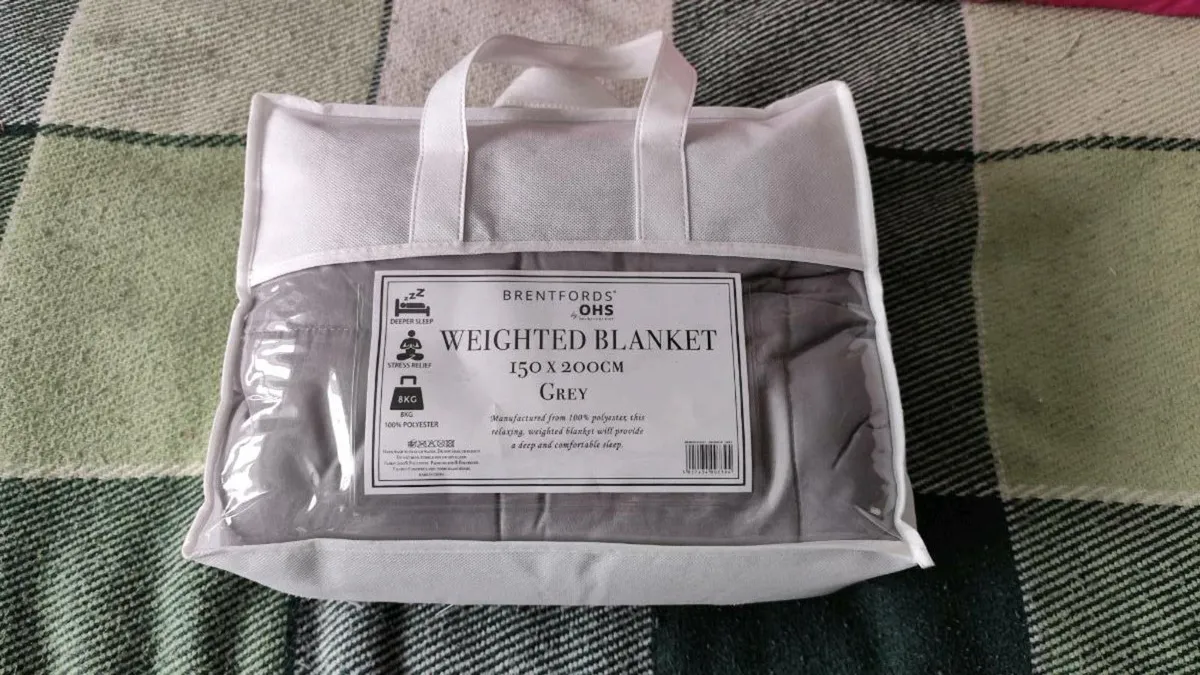 BRENTFORDS
by OHS
WEIGHTED BLANKET
150 X 200CM
GREY
Manufactured from 100% polyester, this
relaxing, weighted blanket will provide
a deep and comfortable sleep.
zzZ
DEEPER SLEEP
STRESS RELIEF
8KG
8KG
100% POLYESTER